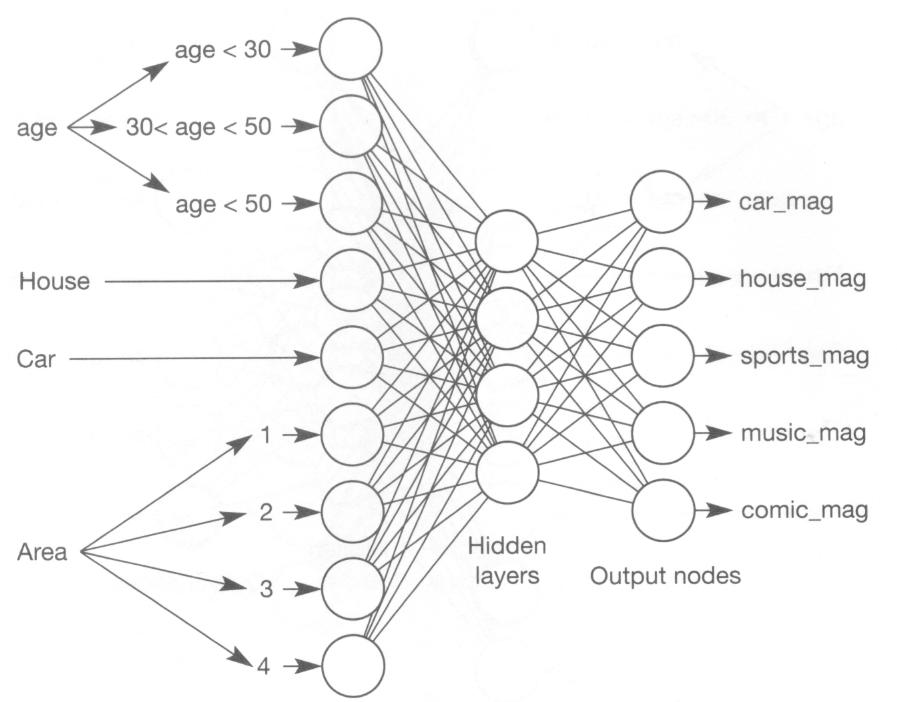 age
age < 30
30< age < 50
age < 50
House
Car
Area
1
2
3
4
Hidden
layers
Output nodes
car_mag
house_mag
sports_mag
music_mag
comic_mag